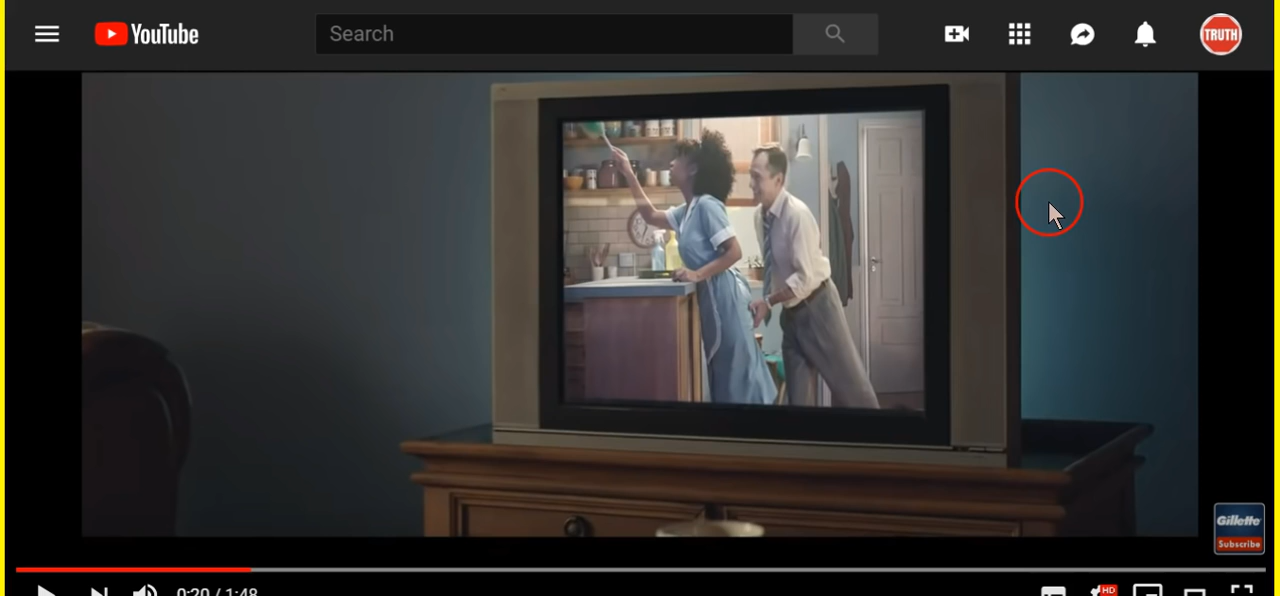 YouTube
Search
TRUTH
Gillette
Subscribe
0:20 / 1:48
HD